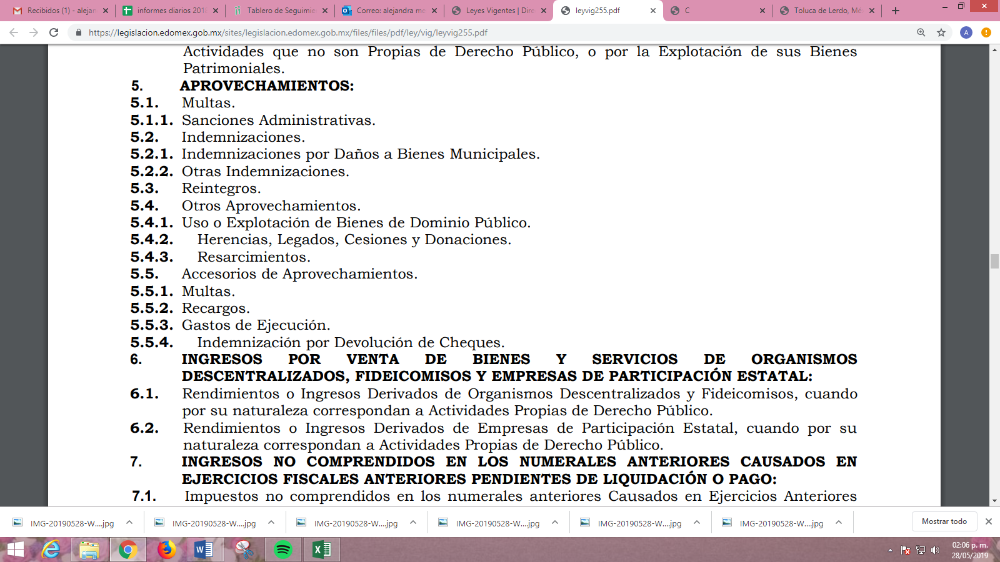 Recibidos (1) - alejan
informes diarios 2018
Tablero de Seguimie
Correo: alejandra me
Leyes Vigentes | Dire
leyvig255.pdf
C
Toluca de Lerdo, Mé
https://legislacion.edomex.gob.mx/sites/legislacion.edomex.gob.mx/files/files/pdf/ley/vig/leyvig255.pdf
A
Actividades que no son Propias de Derecho Público, o por la Explotación de sus Bienes
Patrimoniales.
5. APROVECHAMIENTOS:
5.1. Multas.
5.1.1. Sanciones Administrativas.
5.2. Indemnizaciones.
5.2.1. Indemnizaciones por Daños a Bienes Municipales.
5.2.2. Otras Indemnizaciones.
5.3. Reintegros.
5.4. Otros Aprovechamientos.
5.4.1. Uso o Explotación de Bienes de Dominio Público.
5.4.2. Herencias, Legados, Cesiones y Donaciones.
5.4.3. Resarcimientos.
5.5. Accesorios de Aprovechamientos.
5.5.1. Multas.
5.5.2. Recargos.
5.5.3. Gastos de Ejecución.
5.5.4. Indemnización por Devolución de Cheques.
6. INGRESOS POR VENTA DE BIENES Y SERVICIOS DE ORGANISMOS
DESCENTRALIZADOS, FIDEICOMISOS Y EMPRESAS DE PARTICIPACIÓN ESTATAL:
6.1. Rendimientos o Ingresos Derivados de Organismos Descentralizados y Fideicomisos, cuando
por su naturaleza correspondan a Actividades Propias de Derecho Público.
6.2. Rendimientos o Ingresos Derivados de Empresas de Participación Estatal, cuando por su
naturaleza correspondan a Actividades Propias de Derecho Público.
7. INGRESOS NO COMPRENDIDOS EN LOS NUMERALES ANTERIORES CAUSADOS EN
EJERCICIOS FISCALES ANTERIORES PENDIENTES DE LIQUIDACIÓN O PAGO:
7.1. Impuestos no comprendidos en los numerales anteriores Causados en Ejercicios Anteriores
IMG-20190528-W....jpg
IMG-20190528-W....jpg
IMG-20190528-W....jpg
IMG-20190528-W....jpg
IMG-20190528-W....jpg
IMG-20190528-W....jpg
Mostrar todo
02:06 p. m.
28/05/2019